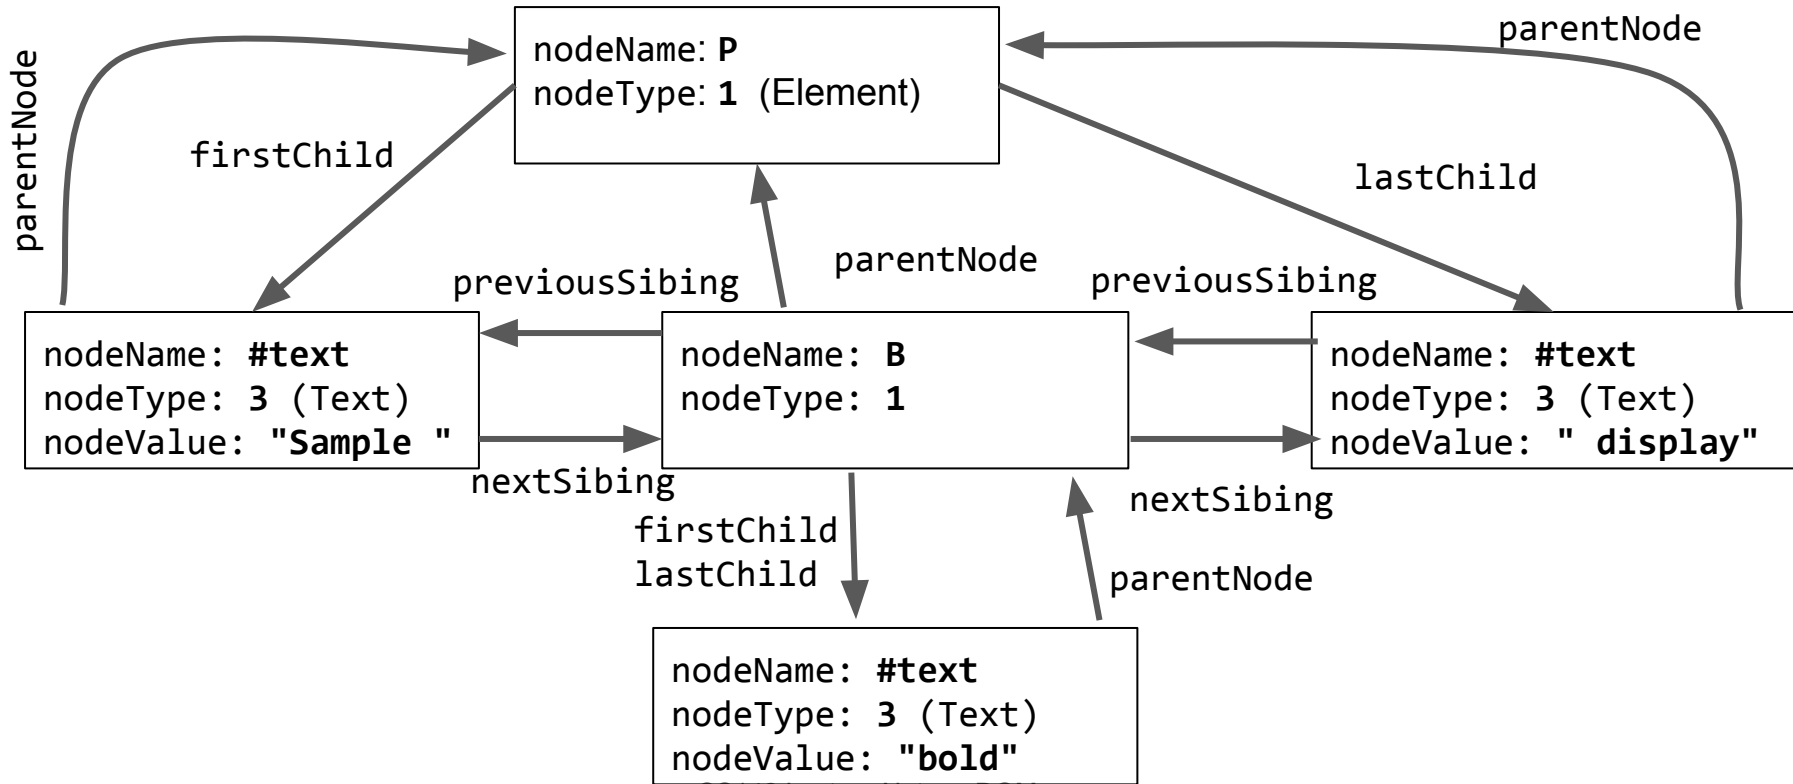 parentNode
nodeName: P
nodeType: 1 (Element)
parentNode
firstChild
lastChild
parentNode
previousSibing
previousSibing
nodeName: #text
nodeType: 3 (Text)
nodeValue: "Sample "
nodeName: B
nodeType: 1
nodeName: #text
nodeType: 3 (Text)
nodeValue: " display"
nextSibing
nextSibing
firstChild
lastChild
parentNode
nodeName: #text
nodeType: 3 (Text)
nodeValue: "bold"